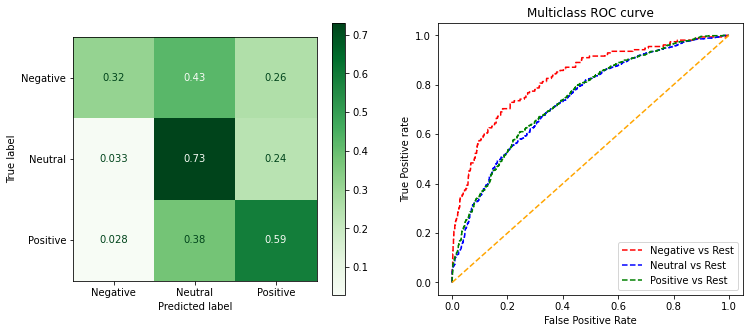 Negative 0.32 0.43 0.26
Neutral 0.033 0.73 0.24
Positive 0.028 0.38 0.59
Negative Neutral Positive
Predicted label
True label
0.7
0.6
0.5
0.4
0.3
0.2
0.1
Multiclass ROC curve
1.0
0.8
0.6
0.4
0.2
0.0
True Positive rate
0.0 0.2 0.4 0.6 0.8 1.0
False Positive Rate
Negative vs Rest
Neutral vs Rest
Positive vs Rest